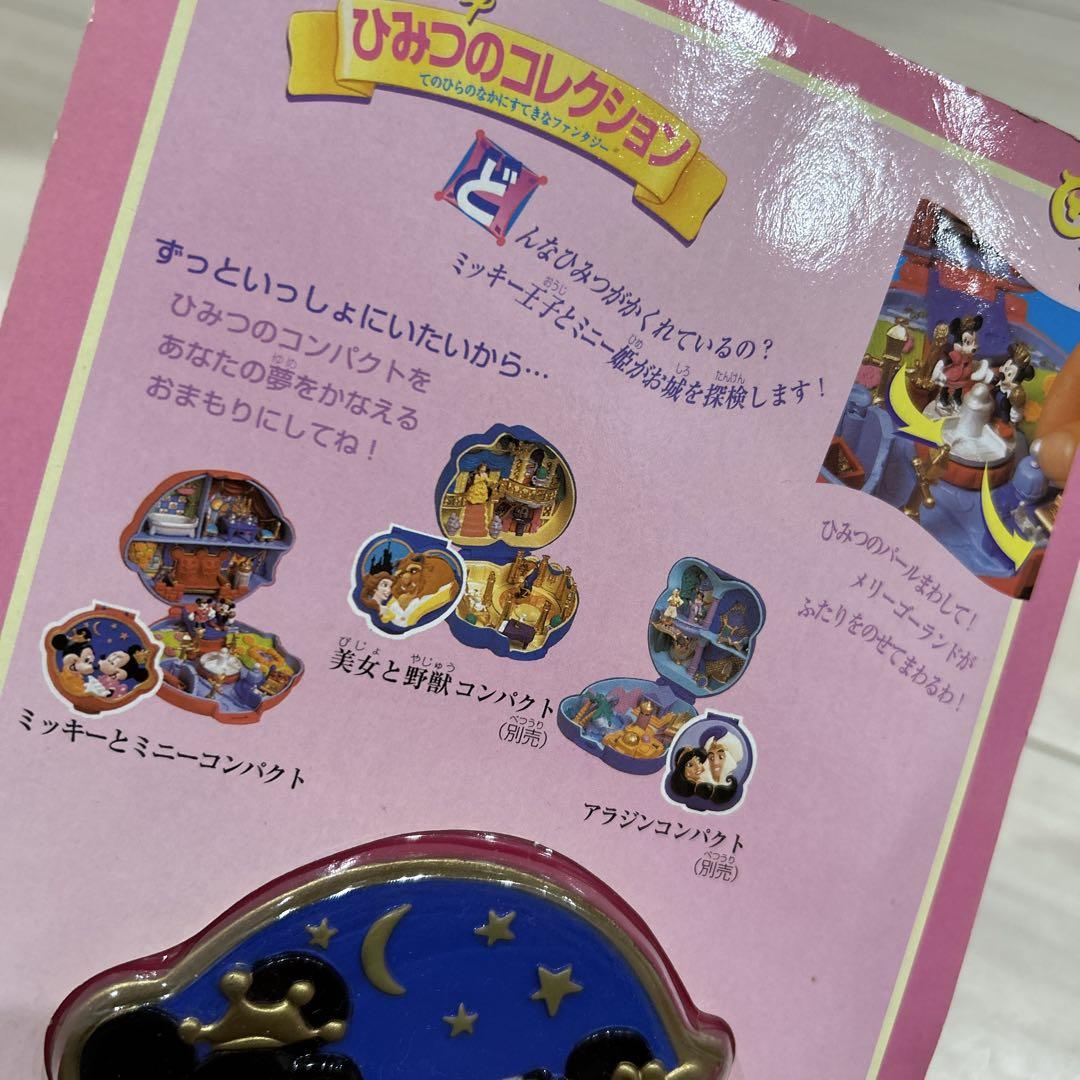 ひみつのコレクション
てのひらのなかにすてきなファンタジー
どんなひみつがかくれているの？
ミッキー王子とミニー姫がお城を探検します！
ずっといっしょにいたいから…
ひみつのコンパクトを
あなたの夢をかなえる
おまもりにしてね！
ひみつのパールまわして！
メリーゴーランドが
ふたりをのせてまわるわ！
ミッキーとミニーコンパクト
美女と野獣コンパクト
（別売）
アラジンコンパクト
（別売）